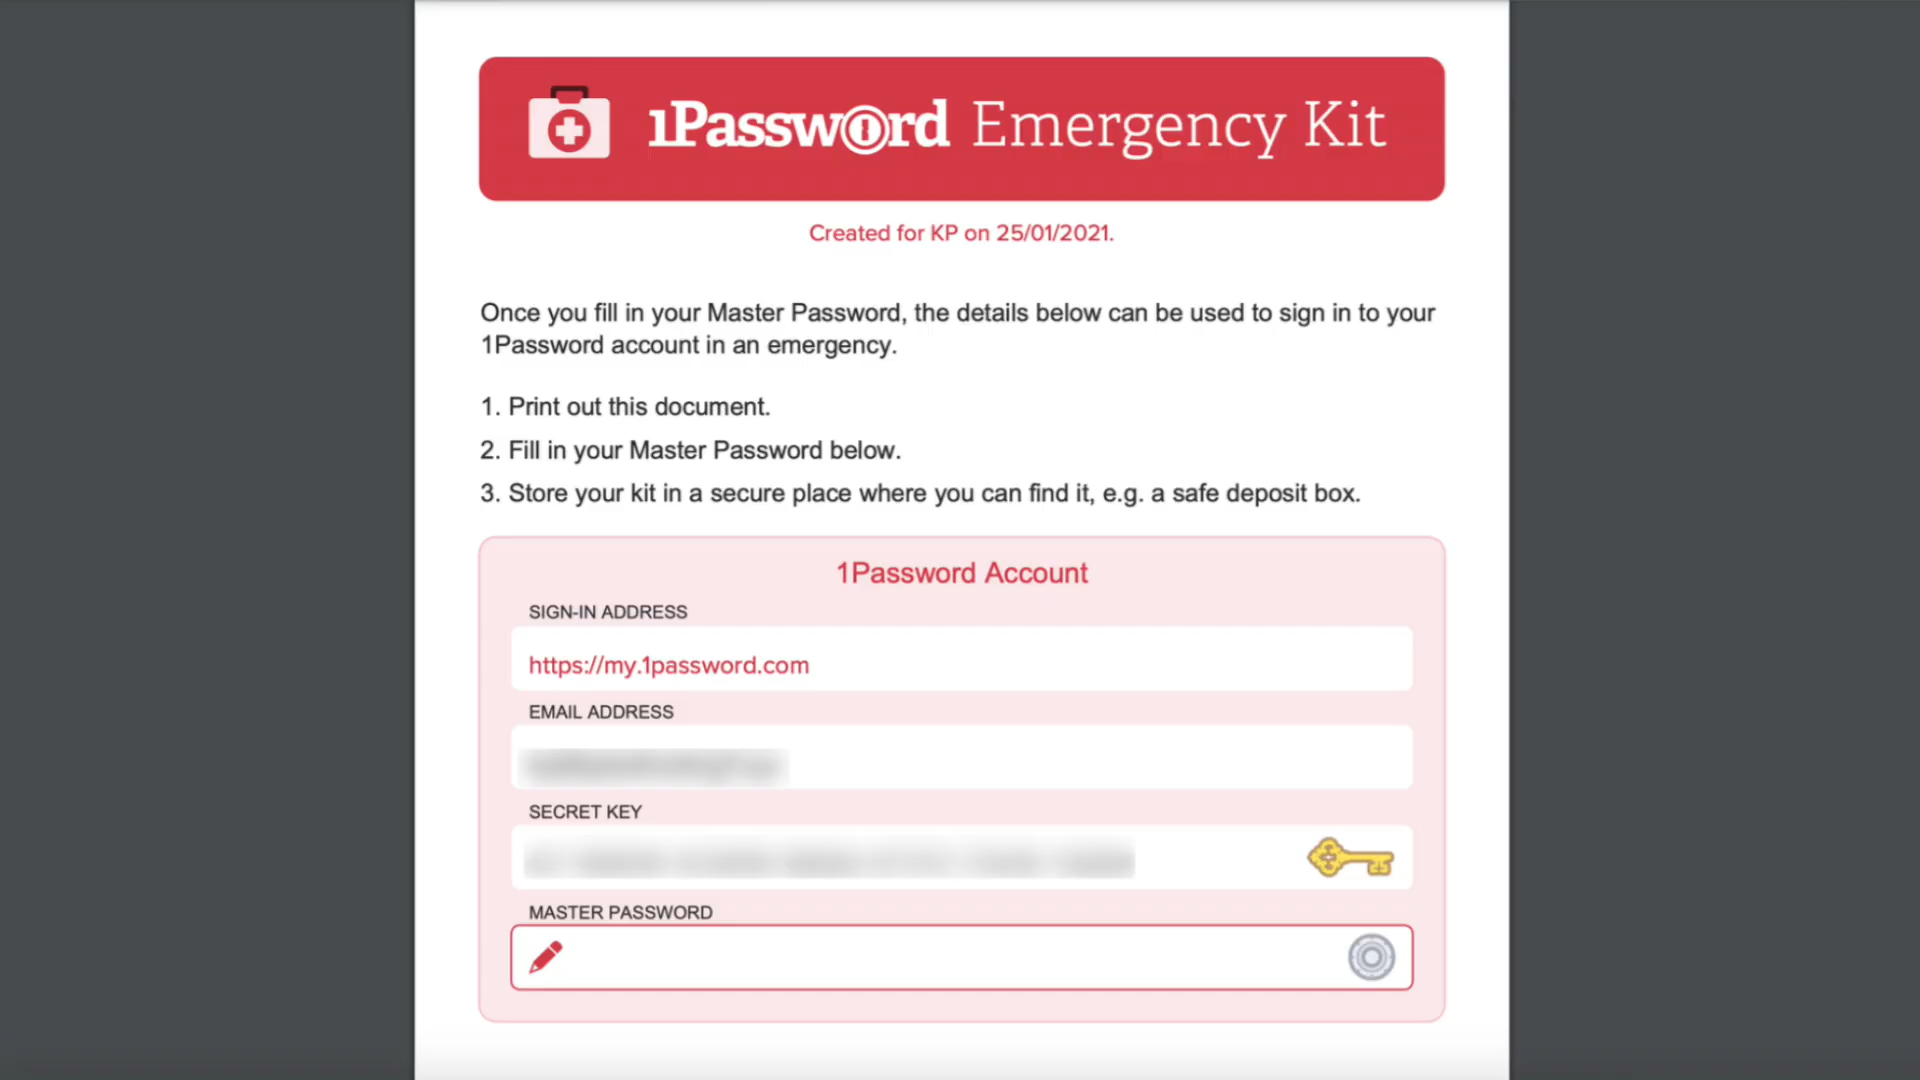 1Password Emergency Kit
Created for KP on 25/01/2021.
Once you fill in your Master Password, the details below can be used to sign in to your
1Password account in an emergency.
1. Print out this document.
2. Fill in your Master Password below.
3. Store your kit in a secure place where you can find it, e.g. a safe deposit box.
1Password Account
SIGN-IN ADDRESS
https://my.1password.com
EMAIL ADDRESS
SECRET KEY
MASTER PASSWORD